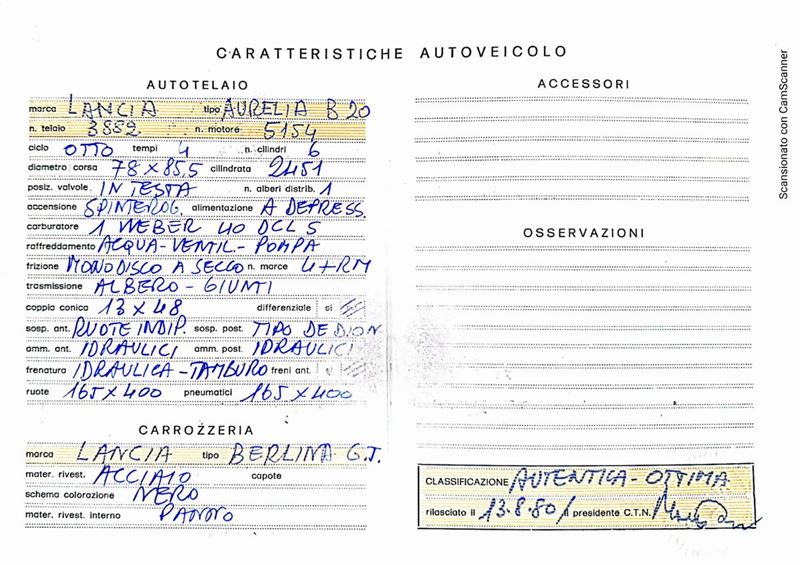 CARATTERISTICHE AUTOVEICOLO
AUTOTELAIO
marca LANCIA tipo AURELIA B 20
n. telaio 3852 n. motore 5154
ciclo OTTO tempi 4 n. cilindri 6
diametro corsa 78 x 85.5 cilindrata 2451
posiz. valvole IN TESTA n. alberi distrib. 1
accensione SPINTEROG. alimentazione A DEPRESS.
carburatore 1 WEBER 40 DCL 5
raffreddamento ACQUA - VENTIL - POMPA
frizione MONODISCO A SECCO n. marce 4+RM
trasmissione ALBERO - GIUNTI
coppia conica 13 x 48 differenziale si
sosp. ant. RUOTE INDIP. sosp. post. TIPO DE DION
amm. ant. IDRAULICI amm. post IDRAULICI
frenatura IDRAULICA - TAMBURO freni ant.
ruote 165 x 400 pneumatici 165 x 400
CARROZZERIA
marca LANCIA tipo BERLINA G.T.
mater. rivest. ACCIAIO capote
schema colorazione NERO
mater. rivest. interno PANNO
ACCESSORI
OSSERVAZIONI
CLASSIFICAZIONE AUTENTICA - OTTIMA
rilasciato il 13.8.80 il presidente C.T.N.
Scansionato con CamScanner